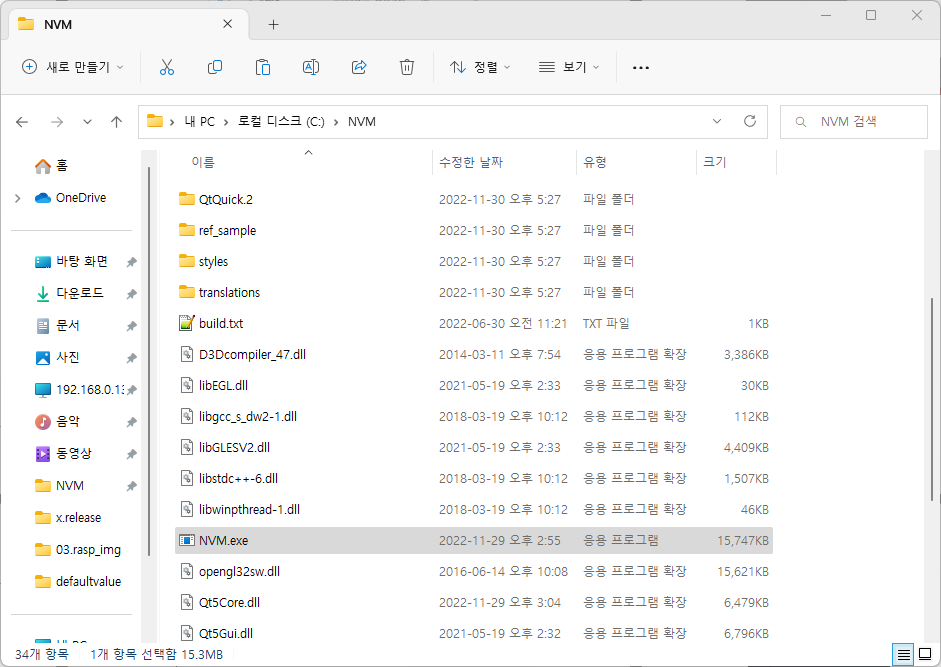 NVM
새로 만들기
정렬
보기
내 PC > 로컬 디스크 (C:) > NVM
NVM 검색
홈
OneDrive
바탕 화면
다운로드
문서
사진
192.168.0.13
음악
동영상
NVM
x.release
03.rasp_img
defaultvalue
내 PC
이름 수정한 날짜 유형 크기
QtQuick.2 2022-11-30 오후 5:27 파일 폴더
ref_sample 2022-11-30 오후 5:27 파일 폴더
styles 2022-11-30 오후 5:27 파일 폴더
translations 2022-11-30 오후 5:27 파일 폴더
build.txt 2022-06-30 오전 11:21 TXT 파일 1KB
D3Dcompiler_47.dll 2014-03-11 오후 7:54 응용 프로그램 확장 3,386KB
libEGL.dll 2021-05-19 오후 2:33 응용 프로그램 확장 30KB
libgcc_s_dw2-1.dll 2018-03-19 오후 10:12 응용 프로그램 확장 112KB
libGLESV2.dll 2021-05-19 오후 2:33 응용 프로그램 확장 4,409KB
libstdc++-6.dll 2018-03-19 오후 10:12 응용 프로그램 확장 1,507KB
libwinpthread-1.dll 2018-03-19 오후 10:12 응용 프로그램 확장 46KB
NVM.exe 2022-11-29 오후 2:55 응용 프로그램 15,747KB
opengl32sw.dll 2016-06-14 오후 10:08 응용 프로그램 확장 15,621KB
Qt5Core.dll 2022-11-29 오후 3:04 응용 프로그램 확장 6,479KB
Qt5Gui.dll 2021-05-19 오후 2:32 응용 프로그램 확장 6,796KB
34개 항목 1개 항목 선택함 15.3MB